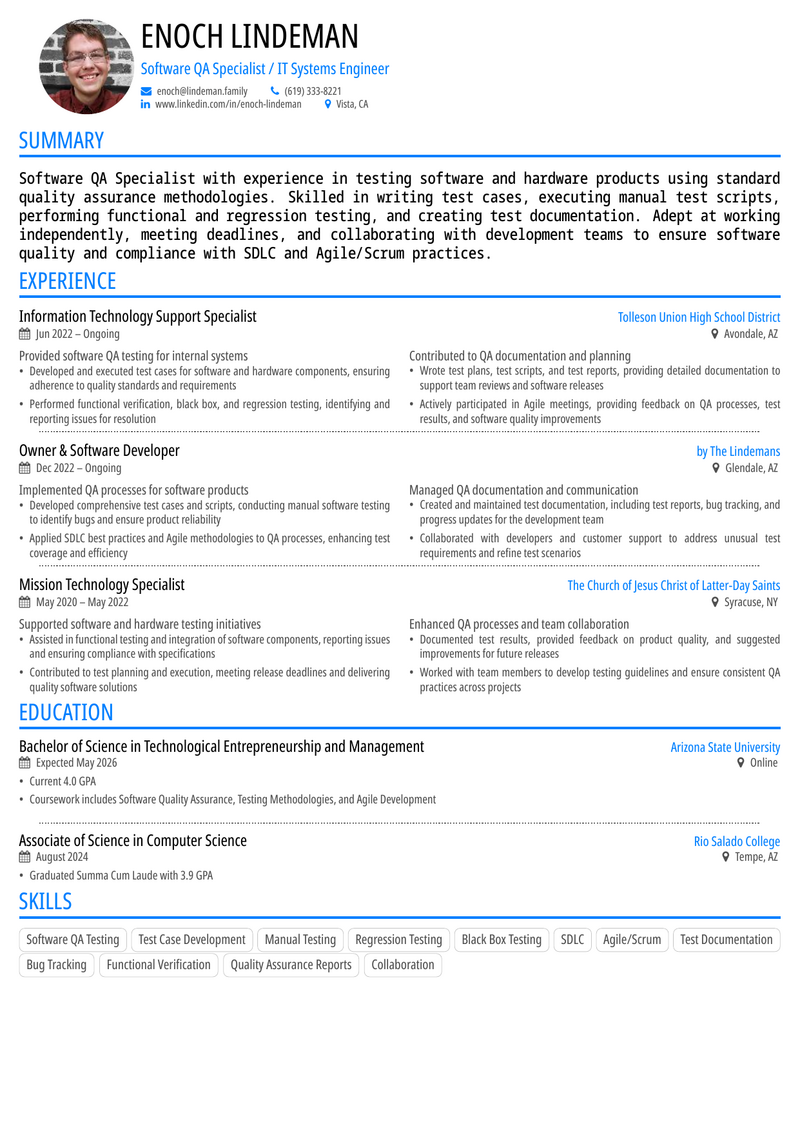 ENOCH LINDEMAN
Software QA Specialist / IT Systems Engineer
enoch@lindeman.family (619) 333-8221
www.linkedin.com/in/enoch-lindeman Vista, CA
SUMMARY
Software QA Specialist with experience in testing software and hardware products using standard
quality assurance methodologies. Skilled in writing test cases, executing manual test scripts,
performing functional and regression testing, and creating test documentation. Adept at working
independently, meeting deadlines, and collaborating with development teams to ensure software
quality and compliance with SDLC and Agile/Scrum practices.
EXPERIENCE
Information Technology Support Specialist Tolleson Union High School District
Jun 2022 – Ongoing Avondale, AZ
Provided software QA testing for internal systems
• Developed and executed test cases for software and hardware components, ensuring
adherence to quality standards and requirements
• Performed functional verification, black box, and regression testing, identifying and
reporting issues for resolution
Contributed to QA documentation and planning
• Wrote test plans, test scripts, and test reports, providing detailed documentation to
support team reviews and software releases
• Actively participated in Agile meetings, providing feedback on QA processes, test
results, and software quality improvements
Owner & Software Developer by The Lindemans
Dec 2022 – Ongoing Glendale, AZ
Implemented QA processes for software products
• Developed comprehensive test cases and scripts, conducting manual software testing
to identify bugs and ensure product reliability
• Applied SDLC best practices and Agile methodologies to QA processes, enhancing test
coverage and efficiency
Managed QA documentation and communication
• Created and maintained test documentation, including test reports, bug tracking, and
progress updates for the development team
• Collaborated with developers and customer support to address unusual test
requirements and refine test scenarios
Mission Technology Specialist The Church of Jesus Christ of Latter-Day Saints
May 2020 – May 2022 Syracuse, NY
Supported software and hardware testing initiatives
• Assisted in functional testing and integration of software components, reporting issues
and ensuring compliance with specifications
• Contributed to test planning and execution, meeting release deadlines and delivering
quality software solutions
Enhanced QA processes and team collaboration
• Documented test results, provided feedback on product quality, and suggested
improvements for future releases
• Worked with team members to develop testing guidelines and ensure consistent QA
practices across projects
EDUCATION
Bachelor of Science in Technological Entrepreneurship and Management Arizona State University
Expected May 2026 Online
• Current 4.0 GPA
• Coursework includes Software Quality Assurance, Testing Methodologies, and Agile Development
Associate of Science in Computer Science Rio Salado College
August 2024 Tempe, AZ
• Graduated Summa Cum Laude with 3.9 GPA
SKILLS
Software QA Testing Test Case Development Manual Testing Regression Testing Black Box Testing SDLC Agile/Scrum Test Documentation
Bug Tracking Functional Verification Quality Assurance Reports Collaboration